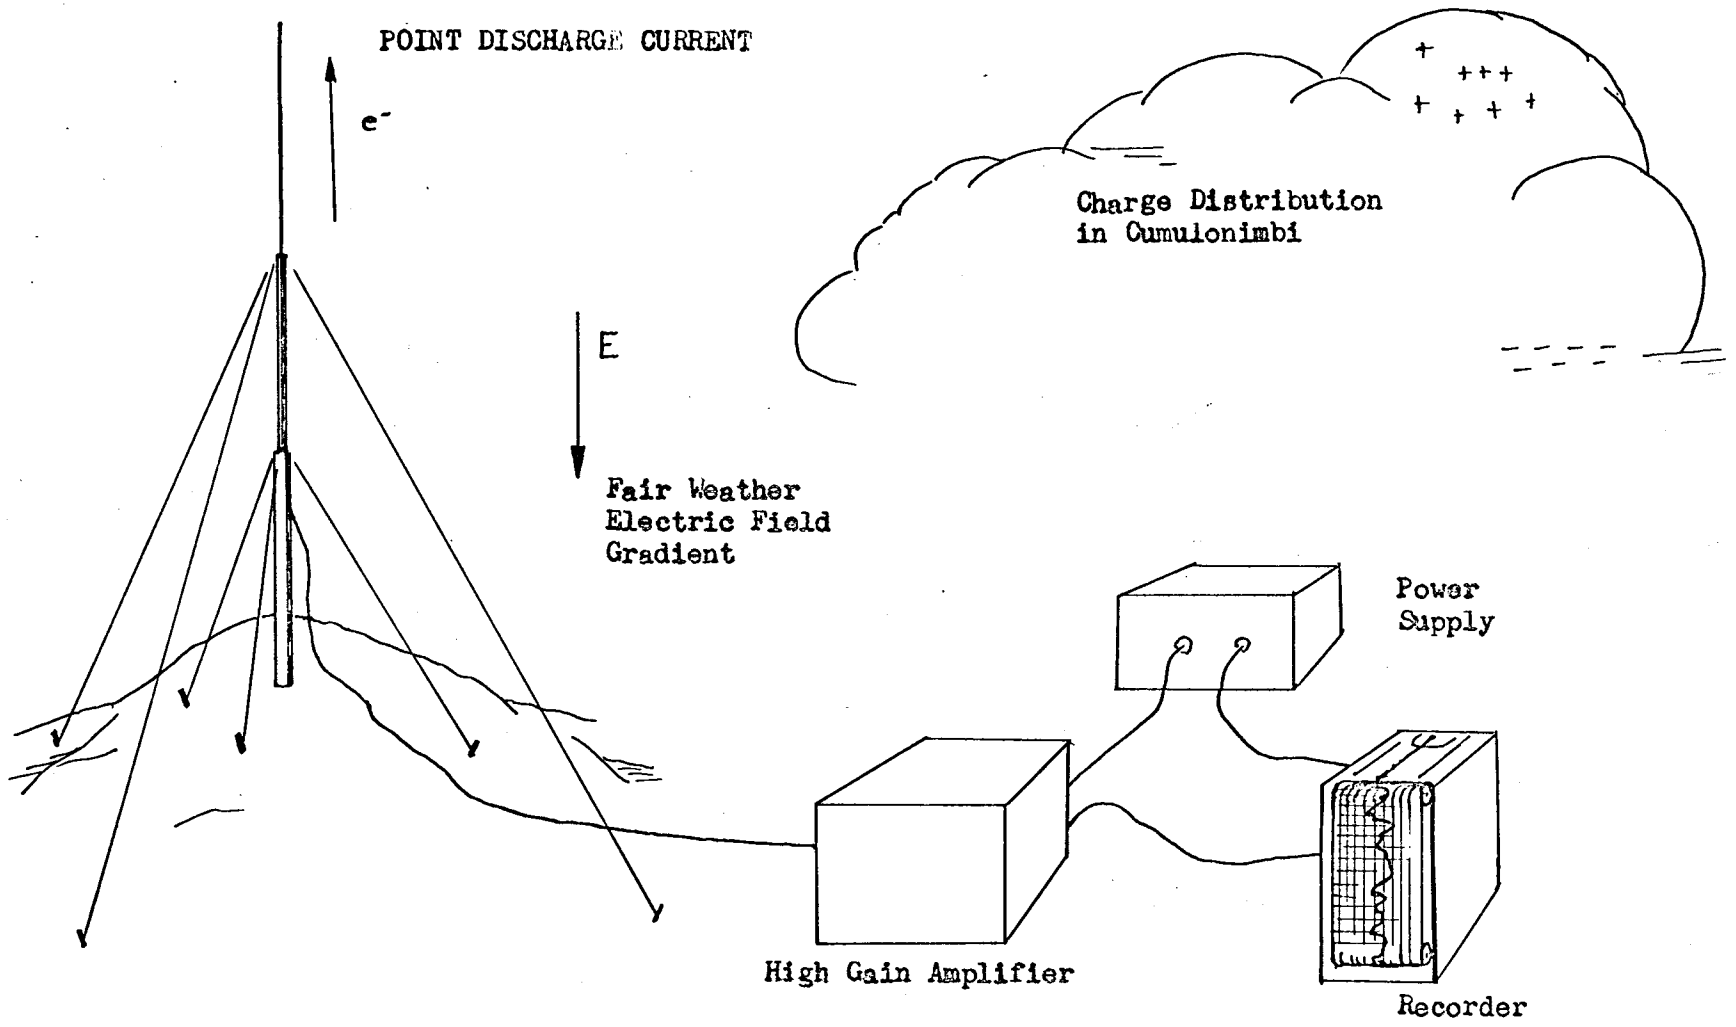 POINT DISCHARGE CURRENT
e-
+
+++
+ + + +
Charge Distribution
in Cumulonimbi
E
Fair Weather
Electric Field
Gradient
Power
Supply
High Gain Amplifier
Recorder